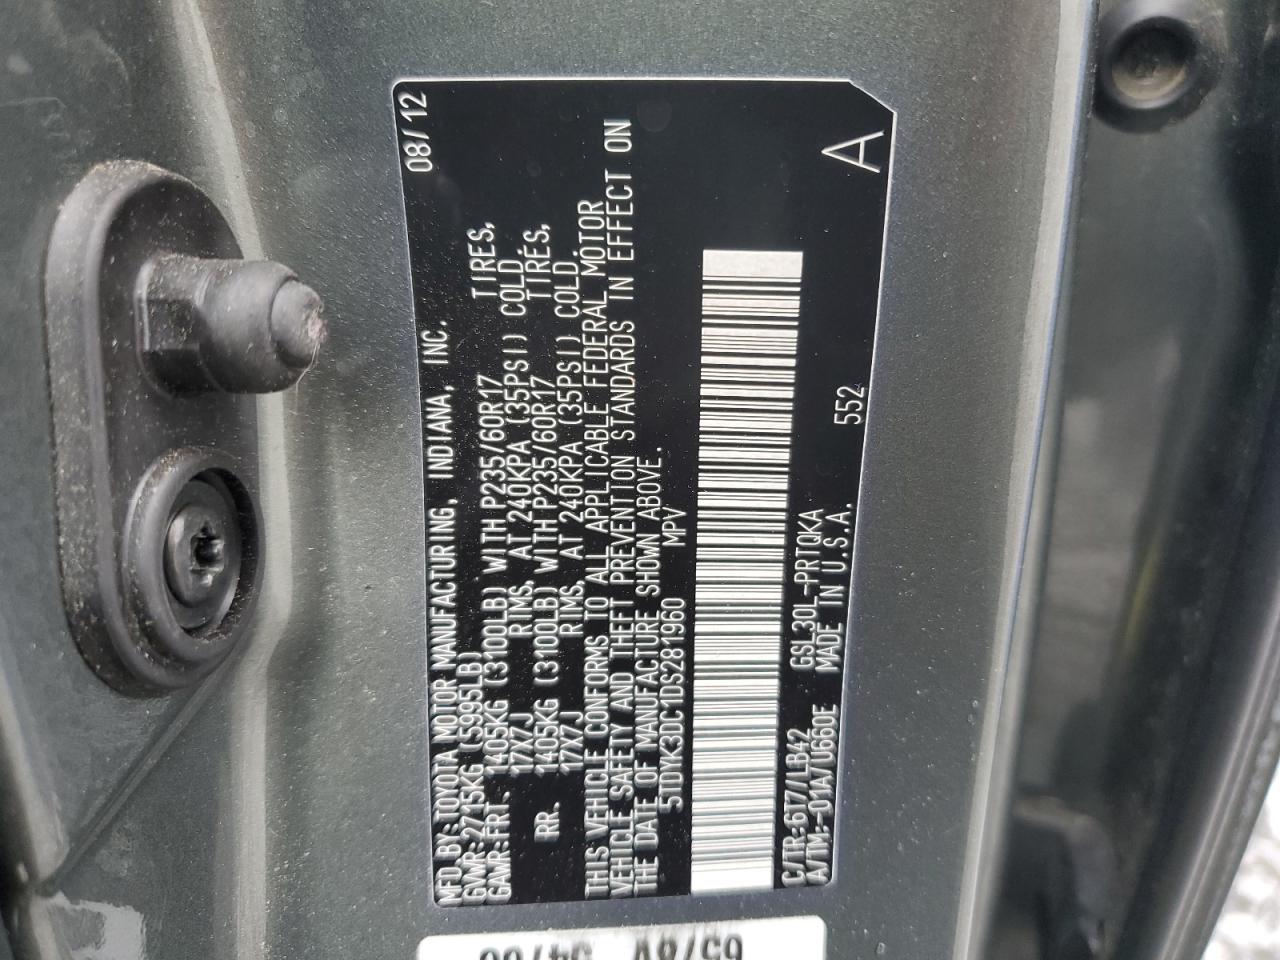 MFD BY:TOYOTA MOTOR MANUFACTURING, INDIANA, INC. 08/12
GVWR:2715KG (5995LB)
GAWR:FRT. 1405KG (3100LB) WITH P235/60R17 TIRES,
17X7J RIMS, AT 240KPA (35PSI) COLD.
RR. 1405KG (3100LB) WITH P235/60R17 TIRES,
17X7J RIMS, AT 240KPA (35PSI) COLD.
THIS VEHICLE CONFORMS TO ALL APPLICABLE FEDERAL MOTOR
VEHICLE SAFETY AND THEFT PREVENTION STANDARDS IN EFFECT ON
THE DATE OF MANUFACTURE SHOWN ABOVE.
5TDYK3DC1DS281960 MPV
C/TR:6T7/LB42 GSL30L-PRTQKA
A/TM:-01A/U660E MADE IN U.S.A. 552
A